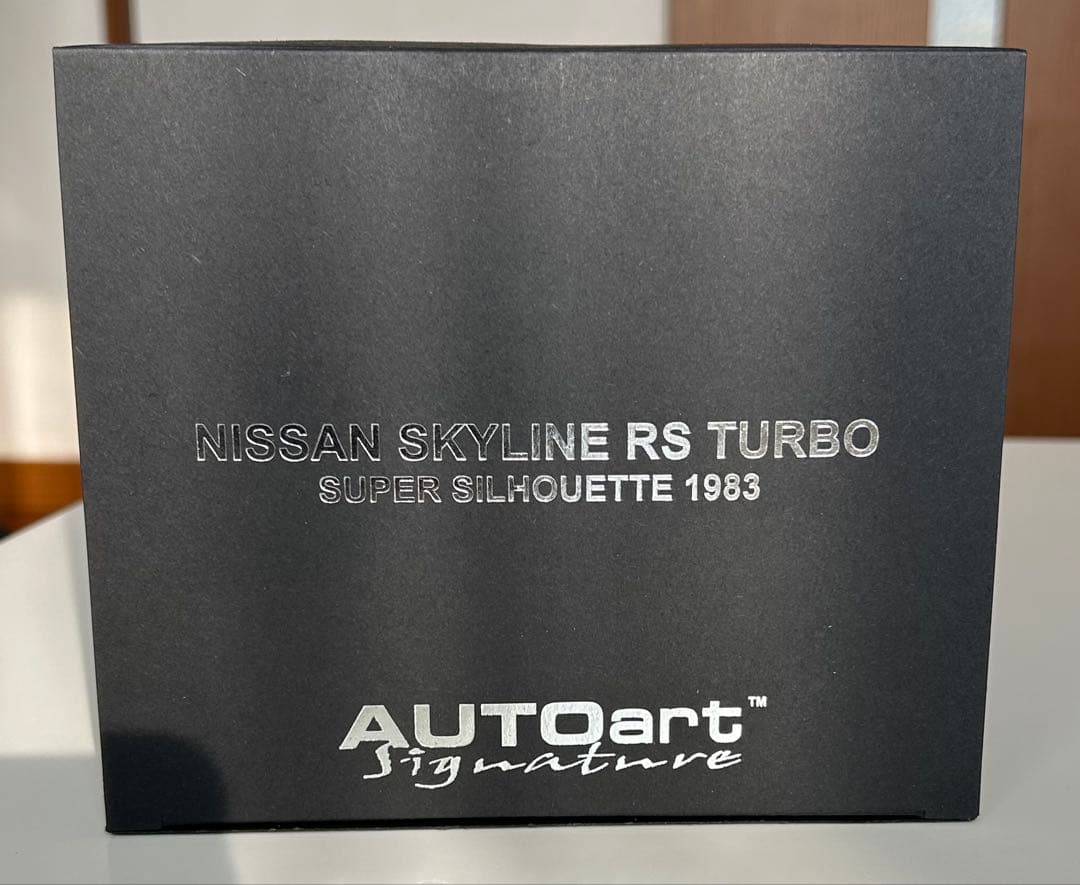 NISSAN SKYLINE RS TURBO
SUPER SILHOUETTE 1983
AUTOart™
Signature